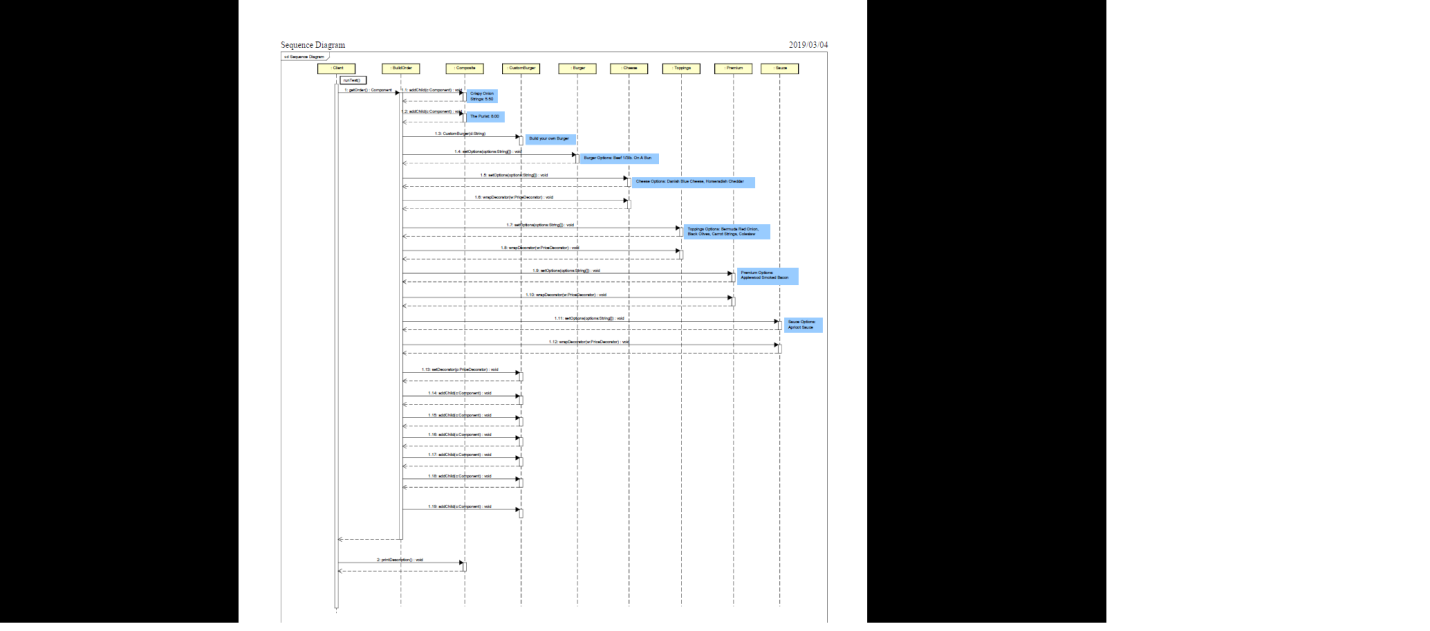 Sequence Diagram
2019/03/04
sd Sequence Diagram
: Client
: BuildOrder
: Composite
: CustomBurger
: Burger
: Cheese
: Toppings
: Premium
: Sauce
runTest()
1: getOrder() : Component
1.1: addChild(c:Component) : void
Crispy Onion
Strings: 5.50
1.2: addChild(c:Component) : void
The Purist: 8.00
1.3: CustomBurger(d:String)
Build your own Burger
1.4: setOptions(options:String[]) : void
Burger Options: Beef 1/3lb. On A Bun
1.5: setOptions(options:String[]) : void
Cheese Options: Danish Blue Cheese, Horseradish Cheddar
1.6: wrapDecorator(w:PriceDecorator) : void
1.7: setOptions(options:String[]) : void
Toppings Options: Bermuda Red Onion,
Black Olives, Carrot Strings, Coleslaw
1.8: wrapDecorator(w:PriceDecorator) : void
1.9: setOptions(options:String[]) : void
Premium Options:
Applewood Smoked Bacon
1.10: wrapDecorator(w:PriceDecorator) : void
1.11: setOptions(options:String[]) : void
Sauce Options:
Apricot Sauce
1.12: wrapDecorator(w:PriceDecorator) : void
1.13: setDecorator(p:PriceDecorator) : void
1.14: addChild(c:Component) : void
1.15: addChild(c:Component) : void
1.16: addChild(c:Component) : void
1.17: addChild(c:Component) : void
1.18: addChild(c:Component) : void
1.19: addChild(c:Component) : void
2: printDescription() : void